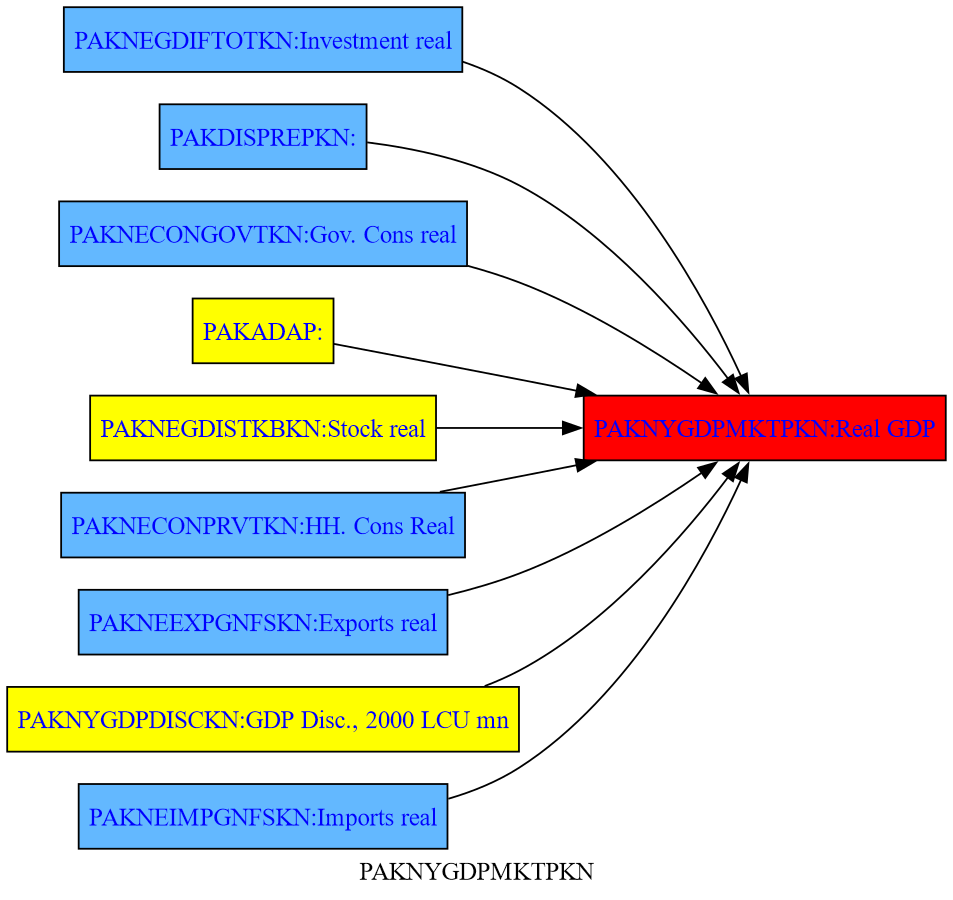 PAKNEGDIFTOTKN:Investment real
PAKDISPREPKN:
PAKNECONGOVTKN:Gov. Cons real
PAKADAP:
PAKNEGDISTKBKN:Stock real
PAKNYGDPMKTPKN:Real GDP
PAKNECONPRVTKN:HH. Cons Real
PAKNEEXPGNFSKN:Exports real
PAKNYGDPDISCKN:GDP Disc., 2000 LCU mn
PAKNEIMPGNFSKN:Imports real
PAKNYGDPMKTPKN